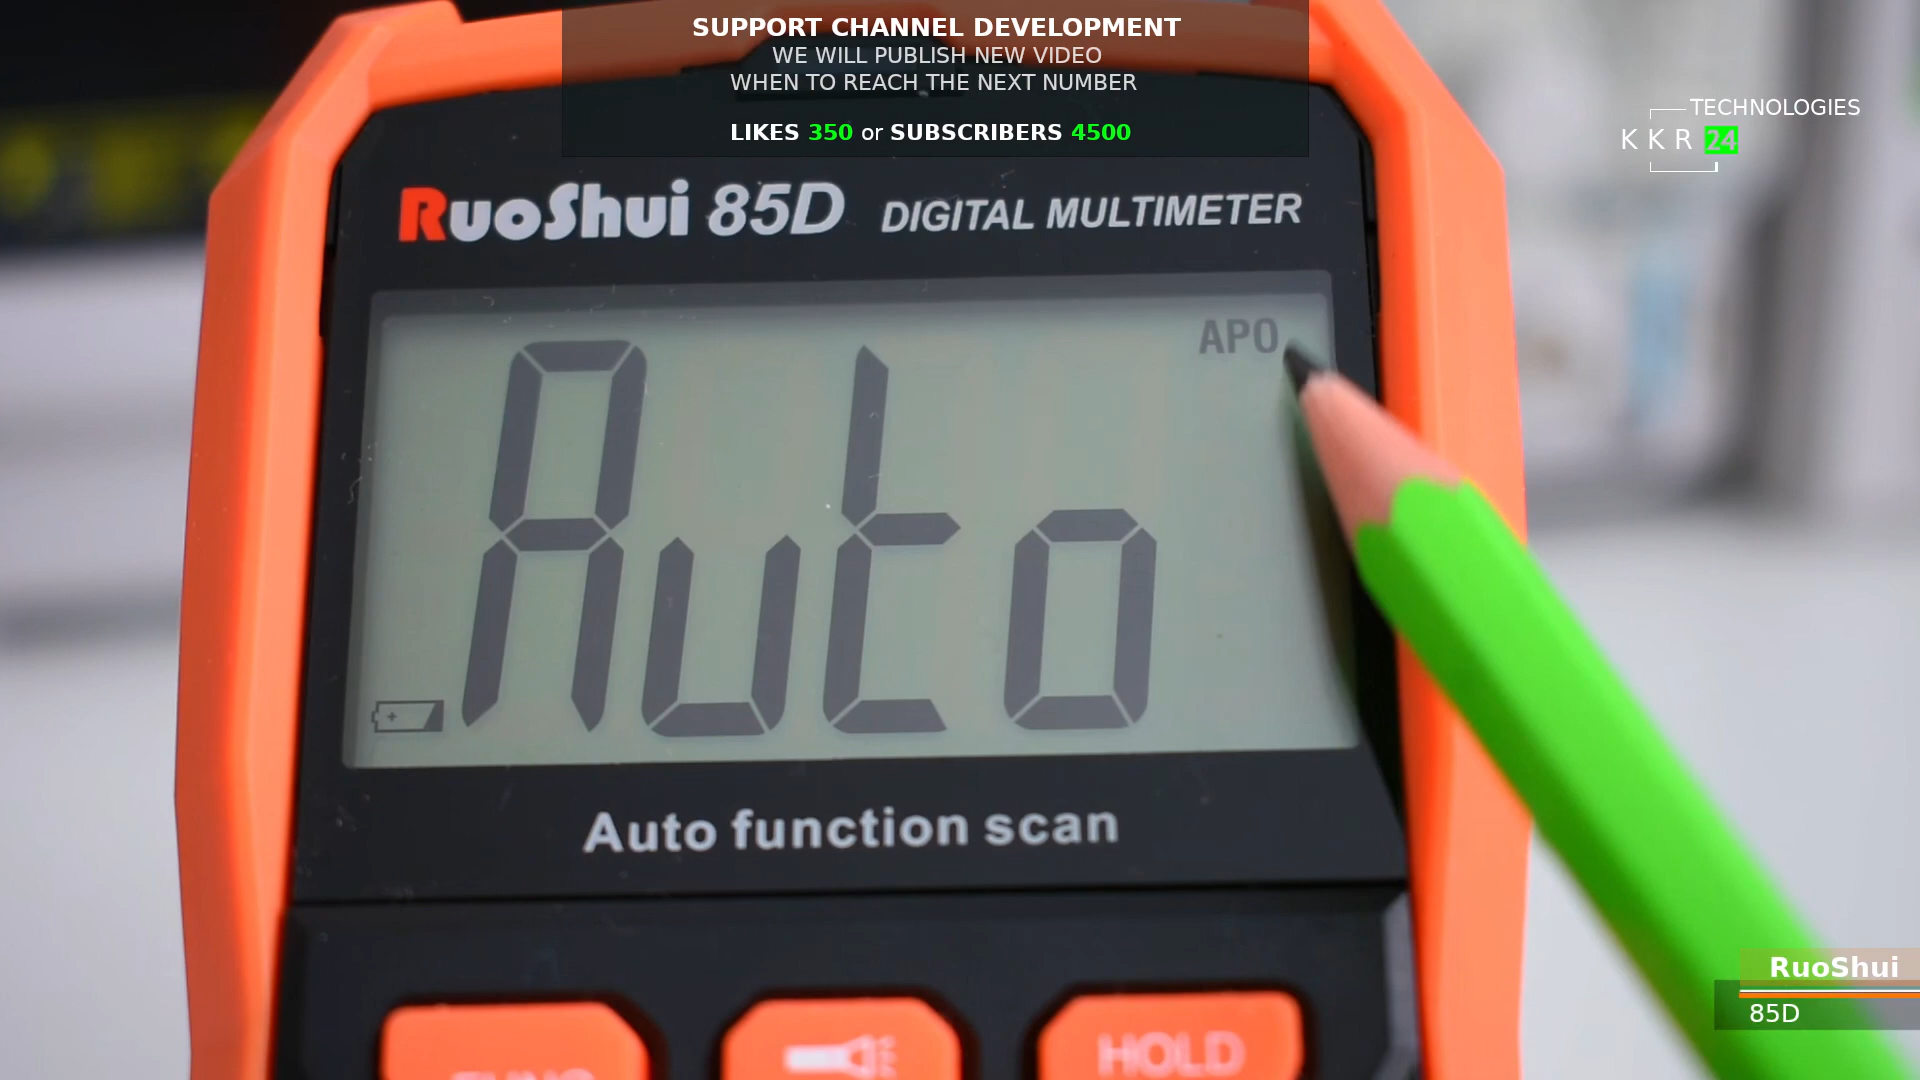 SUPPORT CHANNEL DEVELOPMENT
WE WILL PUBLISH NEW VIDEO
WHEN TO REACH THE NEXT NUMBER
LIKES 350 or SUBSCRIBERS 4500
TECHNOLOGIES
KKR 24
RuoShui 85D DIGITAL MULTIMETER
APO
Auto
Auto function scan
HOLD
RuoShui
85D